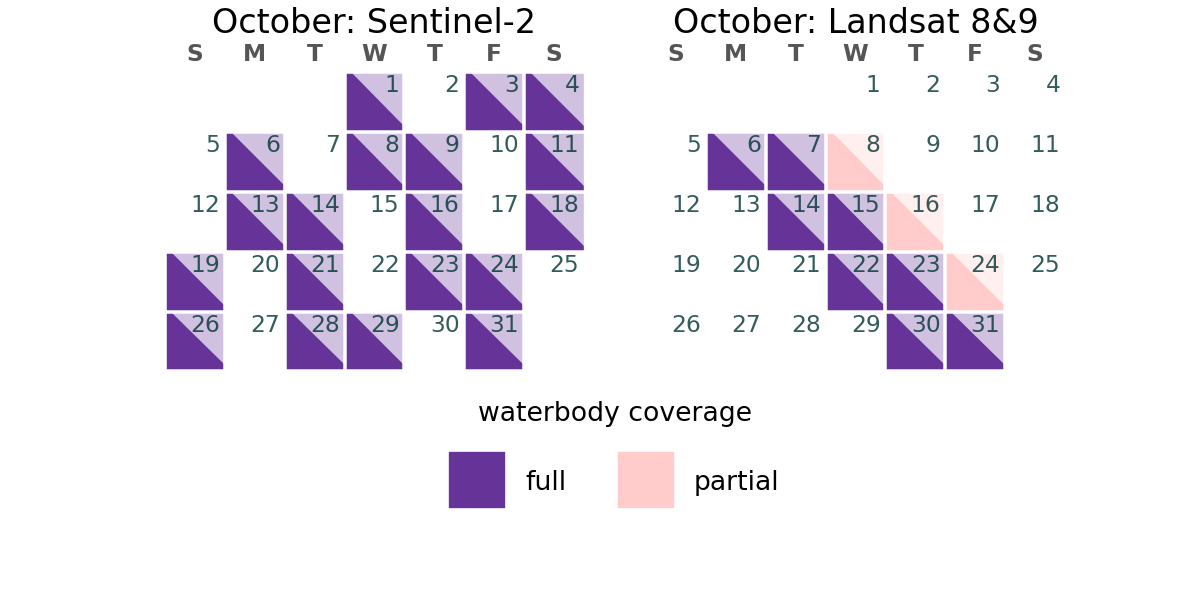 October: Sentinel-2
S M T W T F S
1 2 3 4
5 6 7 8 9 10 11
12 13 14 15 16 17 18
19 20 21 22 23 24 25
26 27 28 29 30 31
October: Landsat 8&9
S M T W T F S
1 2 3 4
5 6 7 8 9 10 11
12 13 14 15 16 17 18
19 20 21 22 23 24 25
26 27 28 29 30 31
waterbody coverage
full partial